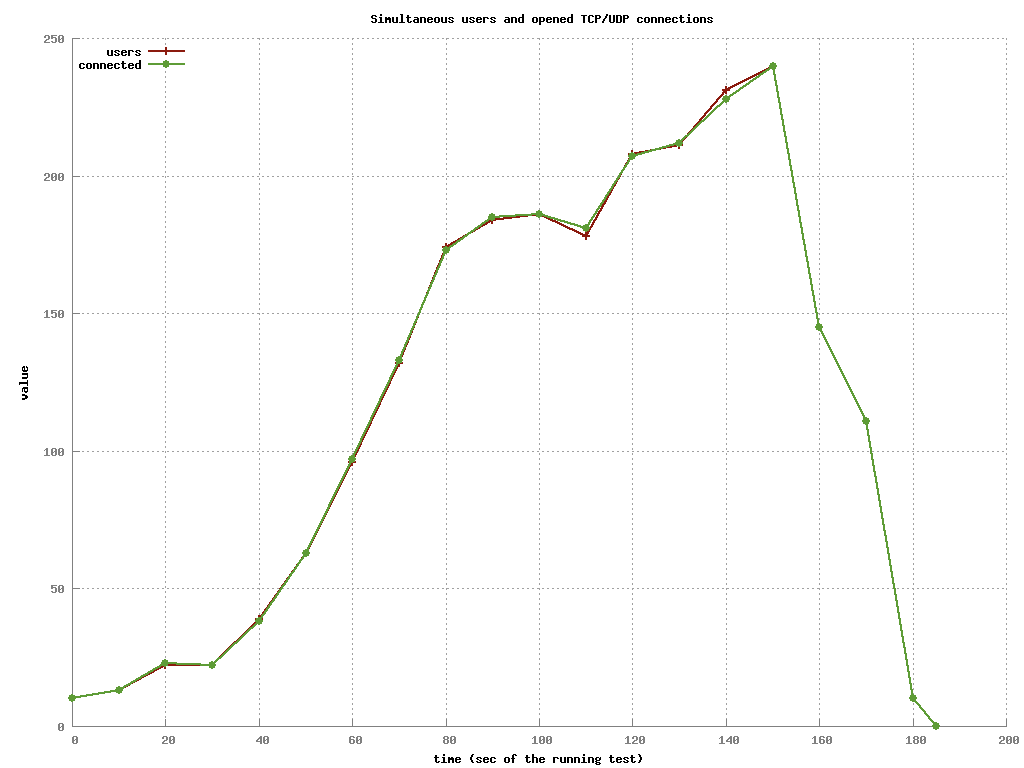 Simultaneous users and opened TCP/UDP connections
250
users
connected
200
150
value
100
50
0
0 20 40 60 80 100 120 140 160 180 200
time (sec of the running test)